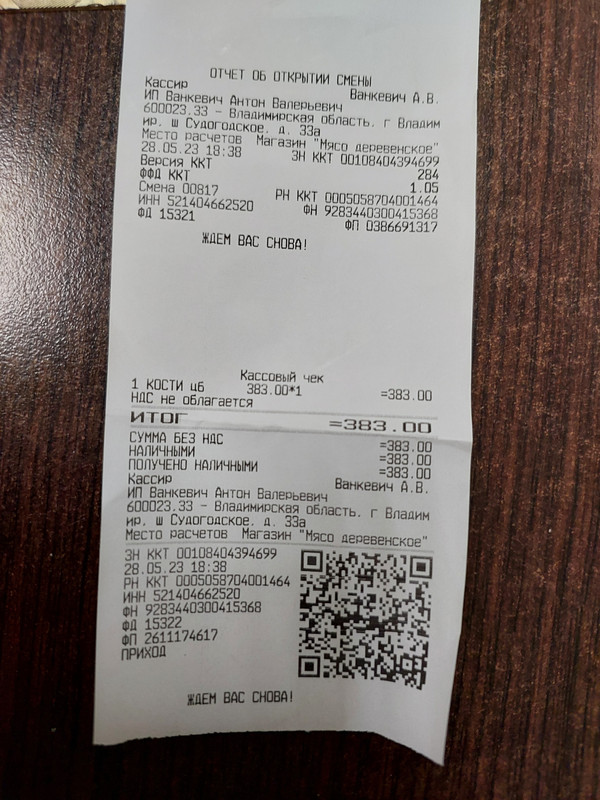 ОТЧЕТ ОБ ОТКРЫТИИ СМЕНЫ
Кассир Ванкевич А.В.
ИП Ванкевич Антон Валерьевич
600023.33 - Владимирская область. г Владим
ир. ш Судогодское. д. 33а
Место расчетов Магазин "Мясо деревенское"
28.05.23 18:38 ЗН ККТ 00108404394699
Версия ККТ 284
ФФД ККТ 1.05
Смена 00817 РН ККТ 0005058704001464
ИНН 521404662520 ФН 9283440300415368
ФД 15321 ФП 0386691317
ЖДЕМ ВАС СНОВА!
Кассовый чек
1 КОСТИ цб 383.00*1 =383.00
НДС не облагается
ИТОГ =383.00
СУММА БЕЗ НДС =383.00
НАЛИЧНЫМИ =383.00
ПОЛУЧЕНО НАЛИЧНЫМИ =383.00
Кассир Ванкевич А.В.
ИП Ванкевич Антон Валерьевич
600023.33 - Владимирская область. г Владим
ир. ш Судогодское. д. 33а
Место расчетов Магазин "Мясо деревенское"
ЗН ККТ 00108404394699
28.05.23 18:38
РН ККТ 0005058704001464
ИНН 521404662520
ФН 9283440300415368
ФД 15322
ФП 2611174617
ПРИХОД
ЖДЕМ ВАС СНОВА!